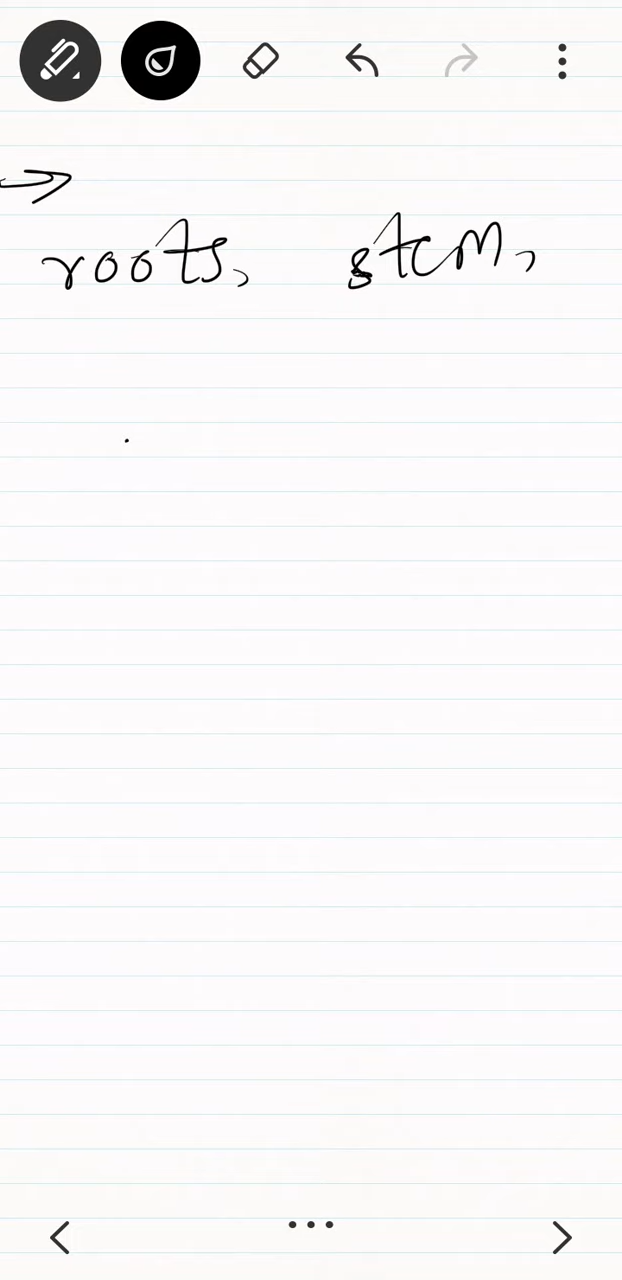 →
roots, stem,